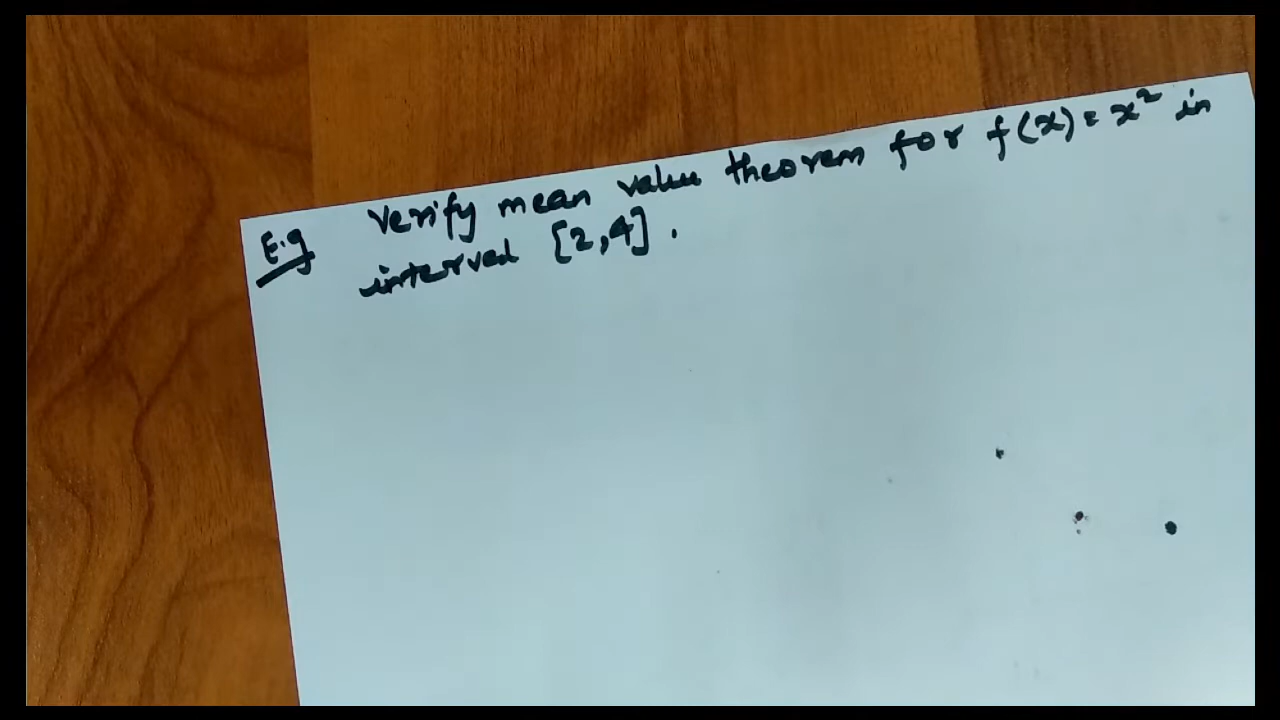 E.g Verify mean value theorem for f(x) = x² in
interval [2,4].